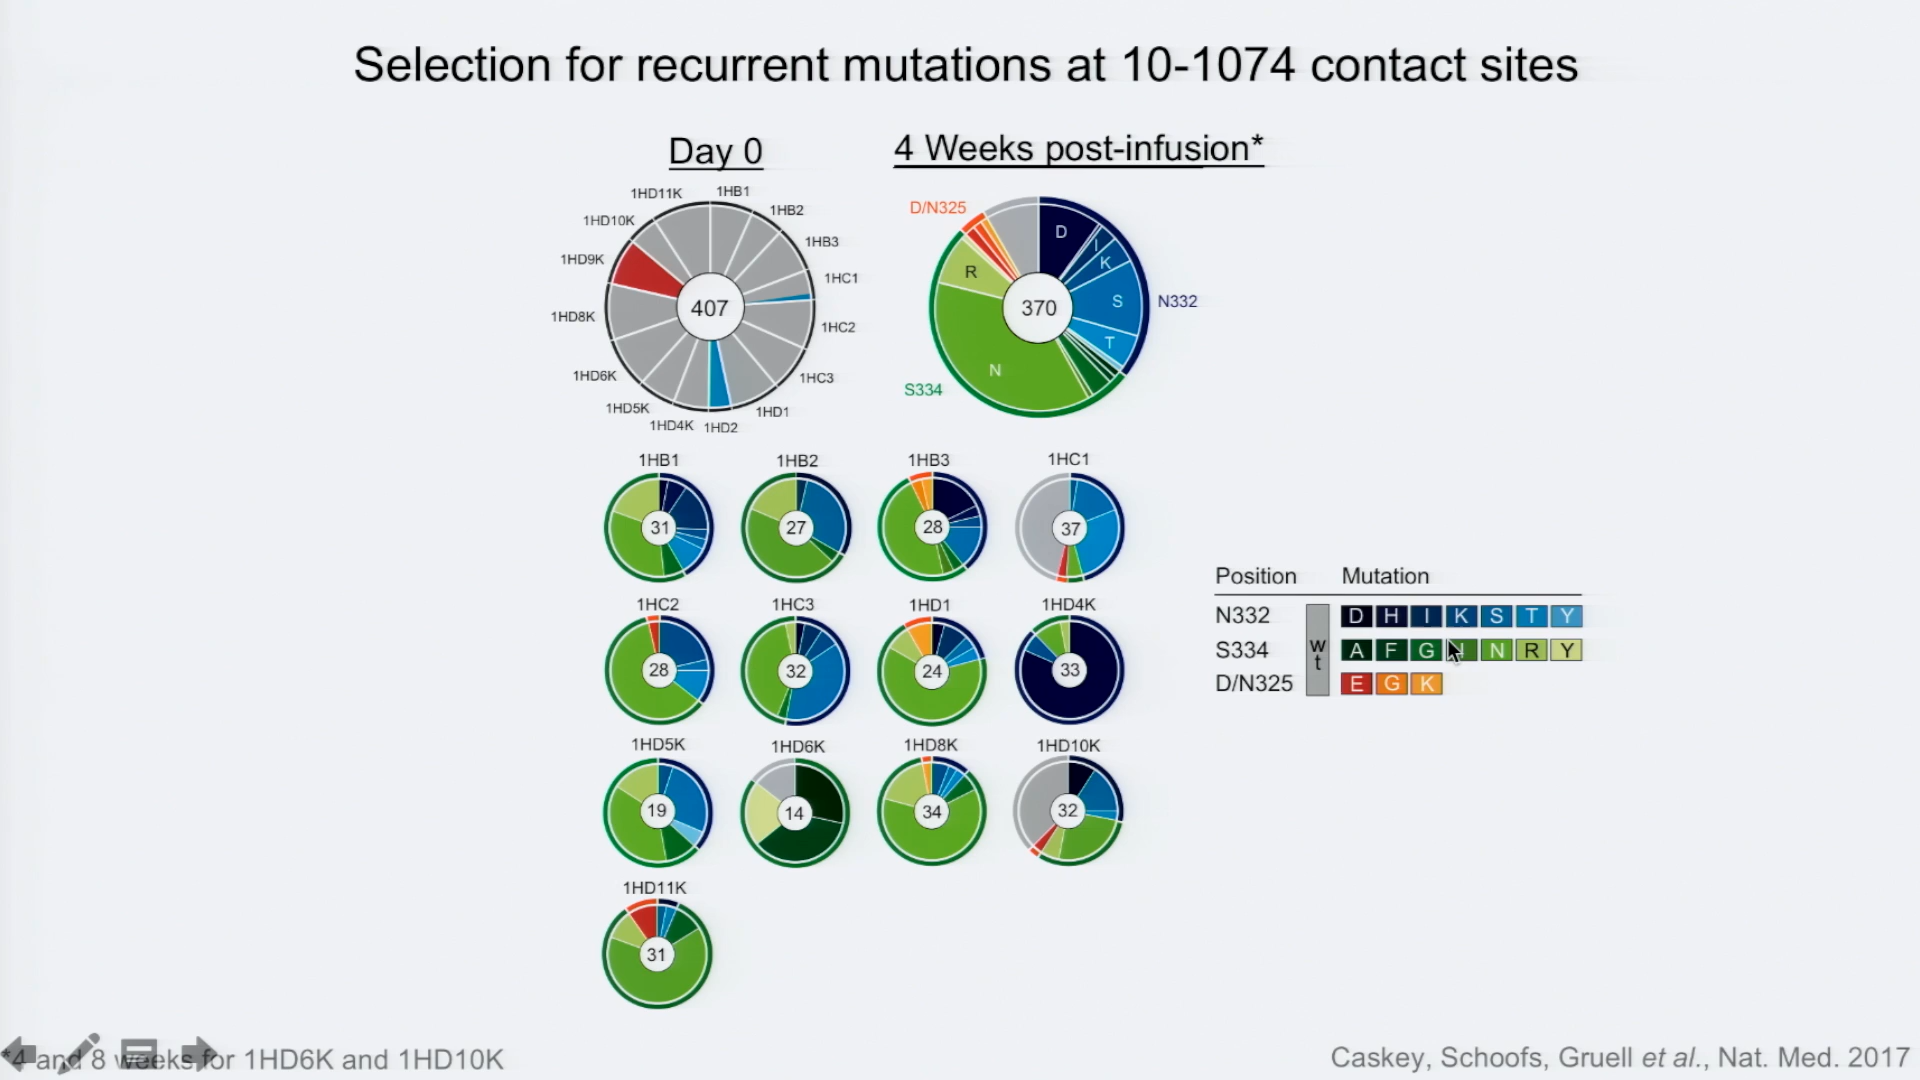 Selection for recurrent mutations at 10-1074 contact sites
Day 0
4 Weeks post-infusion*
1HD11K
1HB1
1HD10K
1HB2
1HD9K
1HB3
1HC1
1HD8K
407
1HC2
1HD6K
1HC3
1HD5K
1HD1
1HD4K
1HD2
D/N325
D
I
K
R
S
N332
370
T
N
S334
1HB1
1HB2
1HB3
1HC1
31
27
28
37
1HC2
1HC3
1HD1
1HD4K
28
32
24
33
1HD5K
1HD6K
1HD8K
1HD10K
19
14
34
32
1HD11K
31
Position Mutation
N332 D H I K S T Y
S334 A F G N R Y
D/N325 E G K
wt
*4 and 8 weeks for 1HD6K and 1HD10K
Caskey, Schoofs, Gruell et al., Nat. Med. 2017